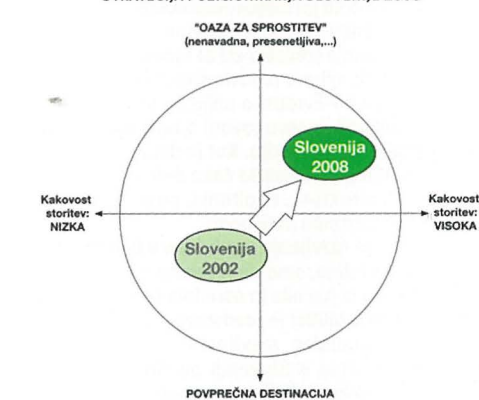 "OAZA ZA SPROSTITEV"
(nenavadna, presenetljiva,...)
Slovenija
2008
Kakovost
storitev:
NIZKA
Kakovost
storitev:
VISOKA
Slovenija
2002
POVPREČNA DESTINACIJA